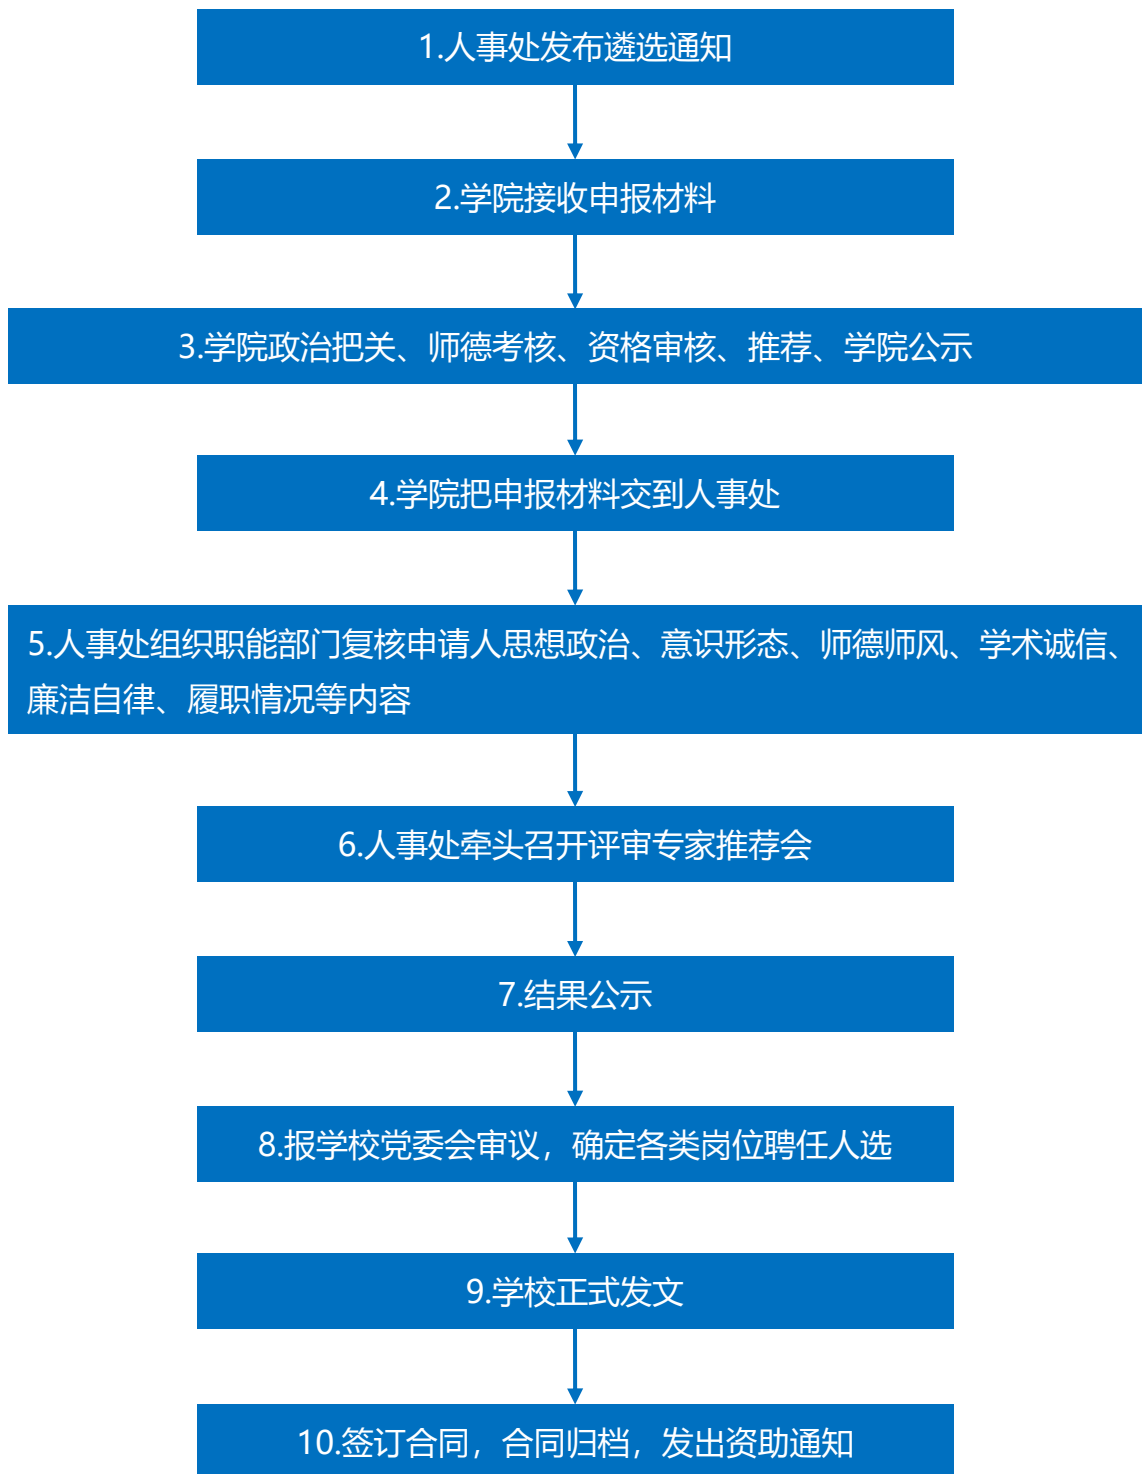 1.人事处发布遴选通知
2.学院接收申报材料
3.学院政治把关、师德考核、资格审核、推荐、学院公示
4.学院把申报材料交到人事处
5.人事处组织职能部门复核申请人思想政治、意识形态、师德师风、学术诚信、
廉洁自律、履职情况等内容
6.人事处牵头召开评审专家推荐会
7.结果公示
8.报学校党委会审议，确定各类岗位聘任人选
9.学校正式发文
10.签订合同，合同归档，发出资助通知